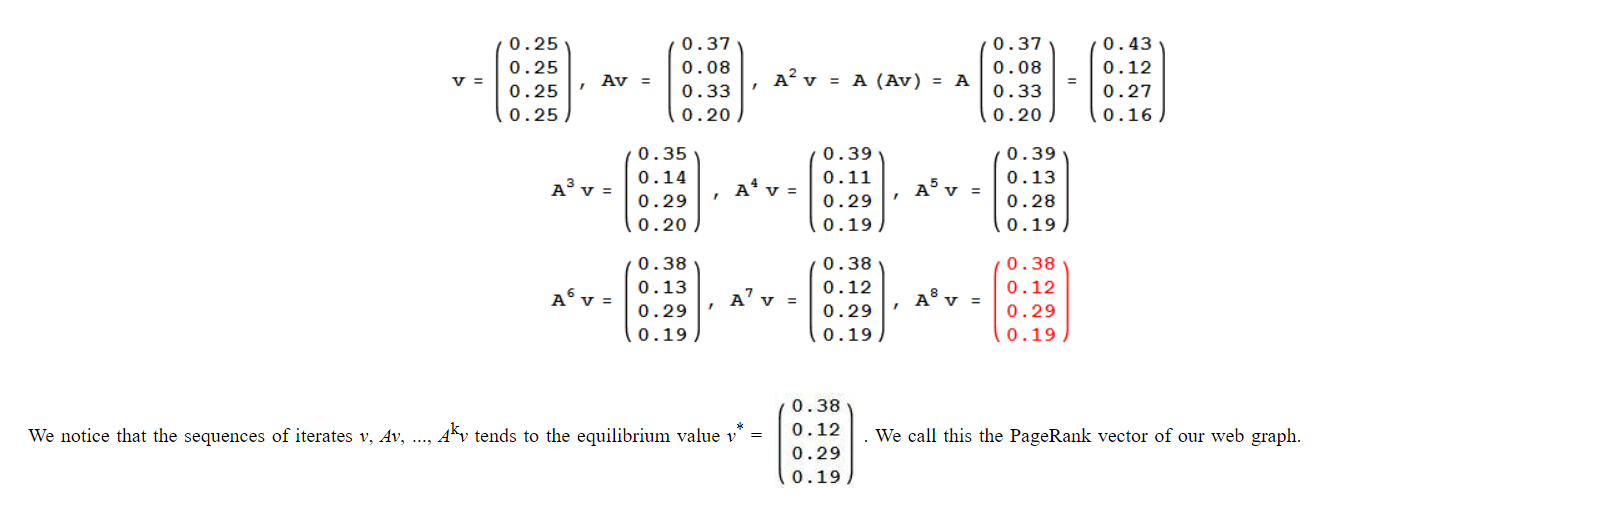 v = ( 0.25 0.25 0.25 0.25 ) , Av = ( 0.37 0.08 0.33 0.20 ) , A² v = A (Av) = A ( 0.37 0.08 0.33 0.20 ) = ( 0.43 0.12 0.27 0.16 )
A³ v = ( 0.35 0.14 0.29 0.20 ) , A⁴ v = ( 0.39 0.11 0.29 0.19 ) , A⁵ v = ( 0.39 0.13 0.28 0.19 )
A⁶ v = ( 0.38 0.13 0.29 0.19 ) , A⁷ v = ( 0.38 0.12 0.29 0.19 ) , A⁸ v = ( 0.38 0.12 0.29 0.19 )
We notice that the sequences of iterates v, Av, ..., Aᵏv tends to the equilibrium value v* = ( 0.38 0.12 0.29 0.19 ) . We call this the PageRank vector of our web graph.